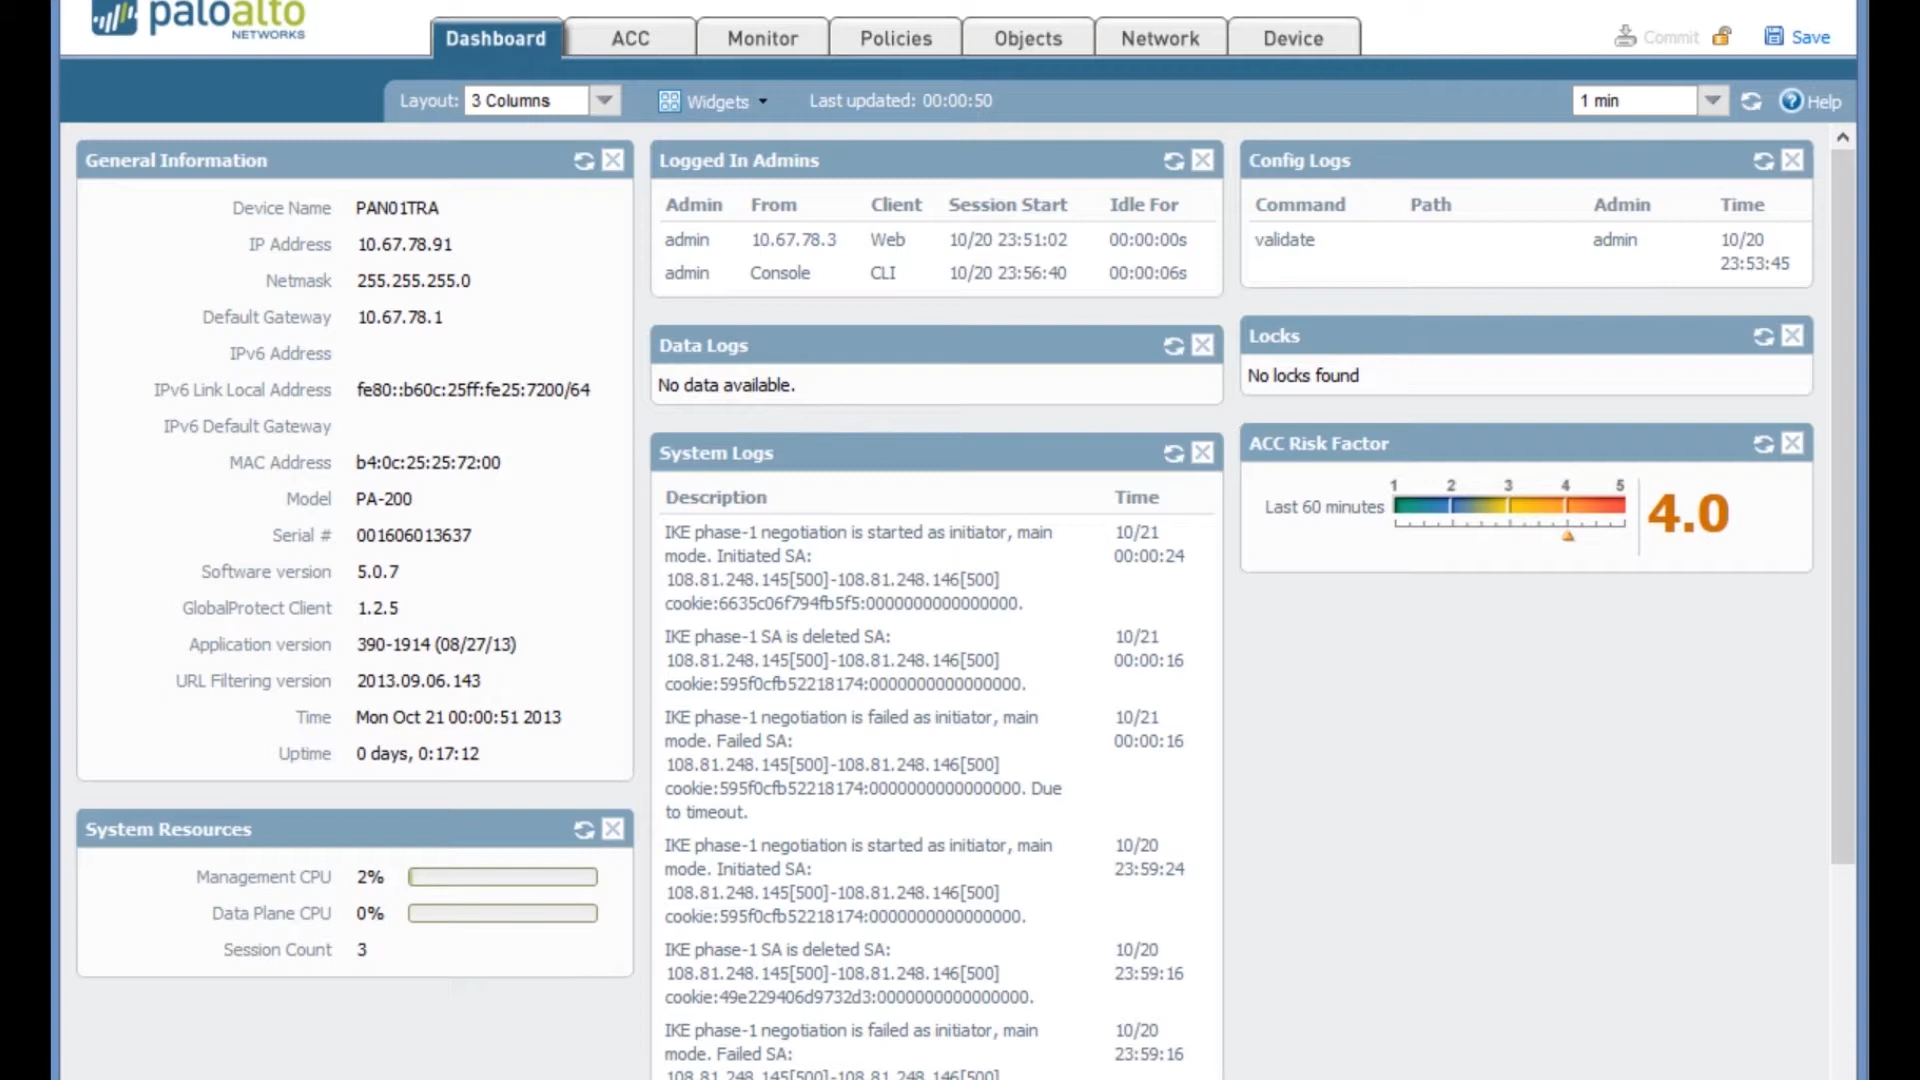 paloalto
NETWORKS
Dashboard ACC Monitor Policies Objects Network Device
Commit Save
Layout: 3 Columns Widgets Last updated: 00:00:50 1 min Help
General Information
Device Name PAN01TRA
IP Address 10.67.78.91
Netmask 255.255.255.0
Default Gateway 10.67.78.1
IPv6 Address
IPv6 Link Local Address fe80::b60c:25ff:fe25:7200/64
IPv6 Default Gateway
MAC Address b4:0c:25:25:72:00
Model PA-200
Serial # 001606013637
Software version 5.0.7
GlobalProtect Client 1.2.5
Application version 390-1914 (08/27/13)
URL Filtering version 2013.09.06.143
Time Mon Oct 21 00:00:51 2013
Uptime 0 days, 0:17:12
System Resources
Management CPU 2%
Data Plane CPU 0%
Session Count 3
Logged In Admins
Admin From Client Session Start Idle For
admin 10.67.78.3 Web 10/20 23:51:02 00:00:00s
admin Console CLI 10/20 23:56:40 00:00:06s
Data Logs
No data available.
System Logs
Description Time
IKE phase-1 negotiation is started as initiator, main 10/21
mode. Initiated SA: 00:00:24
108.81.248.145[500]-108.81.248.146[500]
cookie:6635c06f794fb5f5:0000000000000000.
IKE phase-1 SA is deleted SA: 10/21
108.81.248.145[500]-108.81.248.146[500] 00:00:16
cookie:595f0cfb52218174:0000000000000000.
IKE phase-1 negotiation is failed as initiator, main 10/21
mode. Failed SA: 00:00:16
108.81.248.145[500]-108.81.248.146[500]
cookie:595f0cfb52218174:0000000000000000. Due
to timeout.
IKE phase-1 negotiation is started as initiator, main 10/20
mode. Initiated SA: 23:59:24
108.81.248.145[500]-108.81.248.146[500]
cookie:595f0cfb52218174:0000000000000000.
IKE phase-1 SA is deleted SA: 10/20
108.81.248.145[500]-108.81.248.146[500] 23:59:16
cookie:49e229406d9732d3:0000000000000000.
IKE phase-1 negotiation is failed as initiator, main 10/20
mode. Failed SA: 23:59:16
108.81.248.145[500]-108.81.248.146[500]
Config Logs
Command Path Admin Time
validate admin 10/20
23:53:45
Locks
No locks found
ACC Risk Factor
1 2 3 4 5
Last 60 minutes 4.0